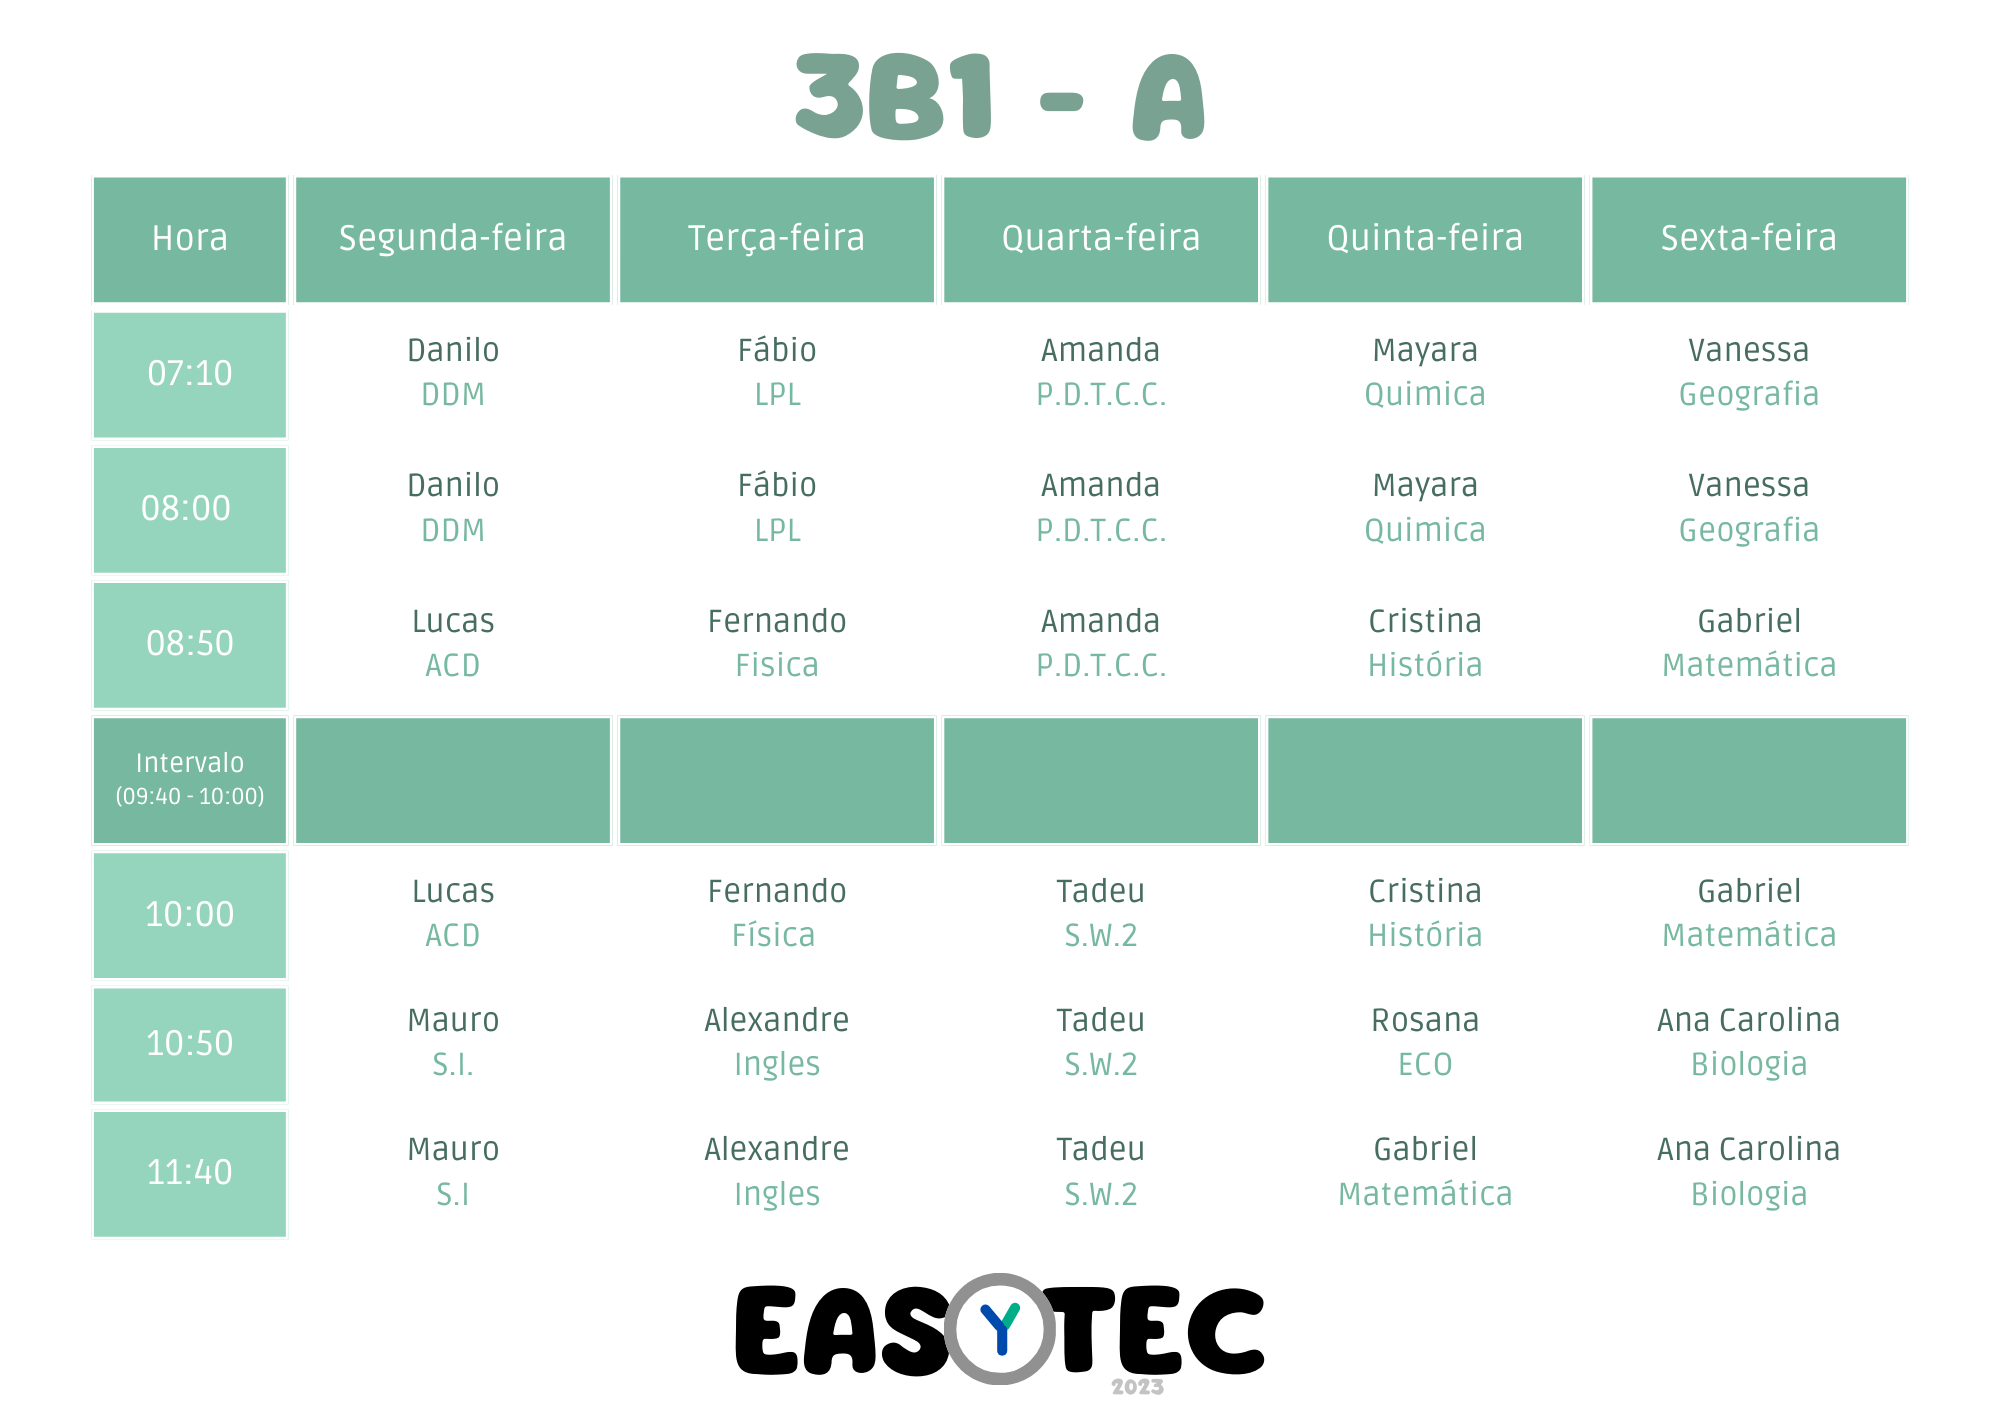 3B1 - A
Hora Segunda-feira Terça-feira Quarta-feira Quinta-feira Sexta-feira
07:10
Danilo Fábio Amanda Mayara Vanessa
DDM LPL P.D.T.C.C. Quimica Geografia
08:00
Danilo Fábio Amanda Mayara Vanessa
DDM LPL P.D.T.C.C. Quimica Geografia
08:50
Lucas Fernando Amanda Cristina Gabriel
ACD Fisica P.D.T.C.C. História Matemática
Intervalo
(09:40 - 10:00)
10:00
Lucas Fernando Tadeu Cristina Gabriel
ACD Física S.W.2 História Matemática
10:50
Mauro Alexandre Tadeu Rosana Ana Carolina
S.I. Ingles S.W.2 ECO Biologia
11:40
Mauro Alexandre Tadeu Gabriel Ana Carolina
S.I Ingles S.W.2 Matemática Biologia
EASYTEC
2023